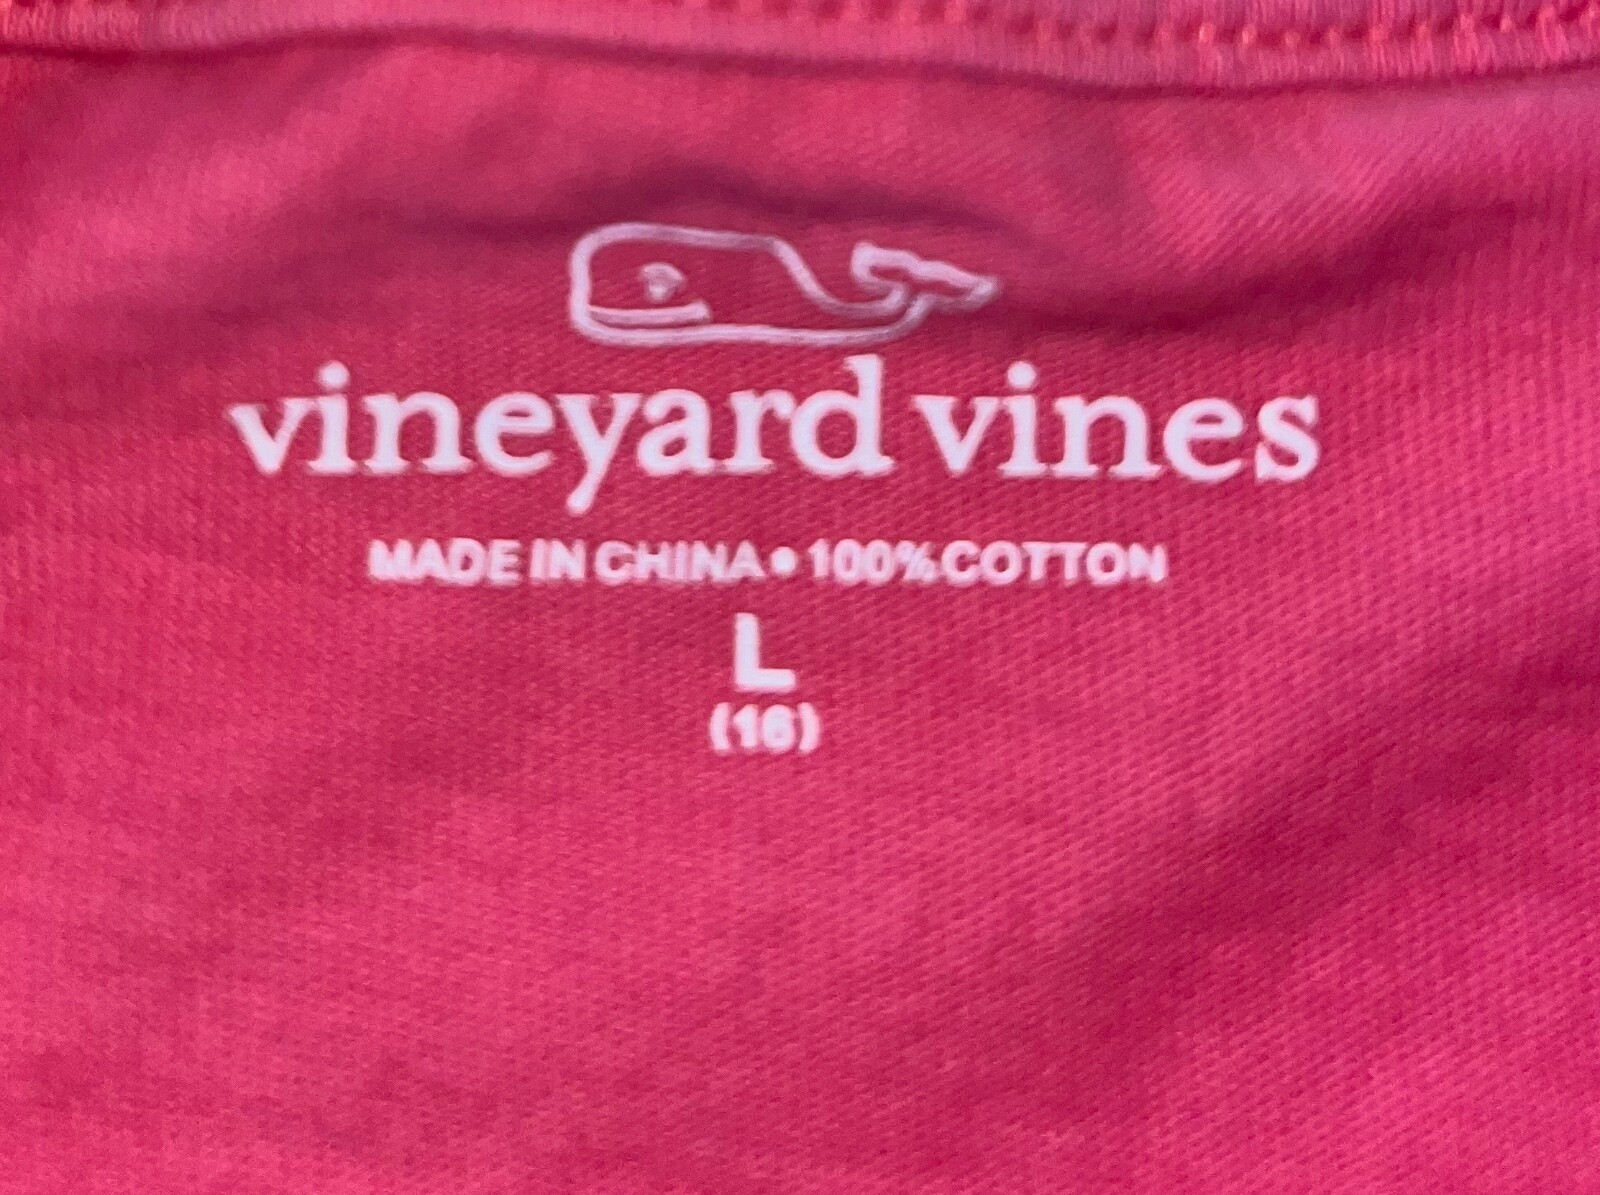 vineyard vines
MADE IN CHINA • 100% COTTON
L
(16)